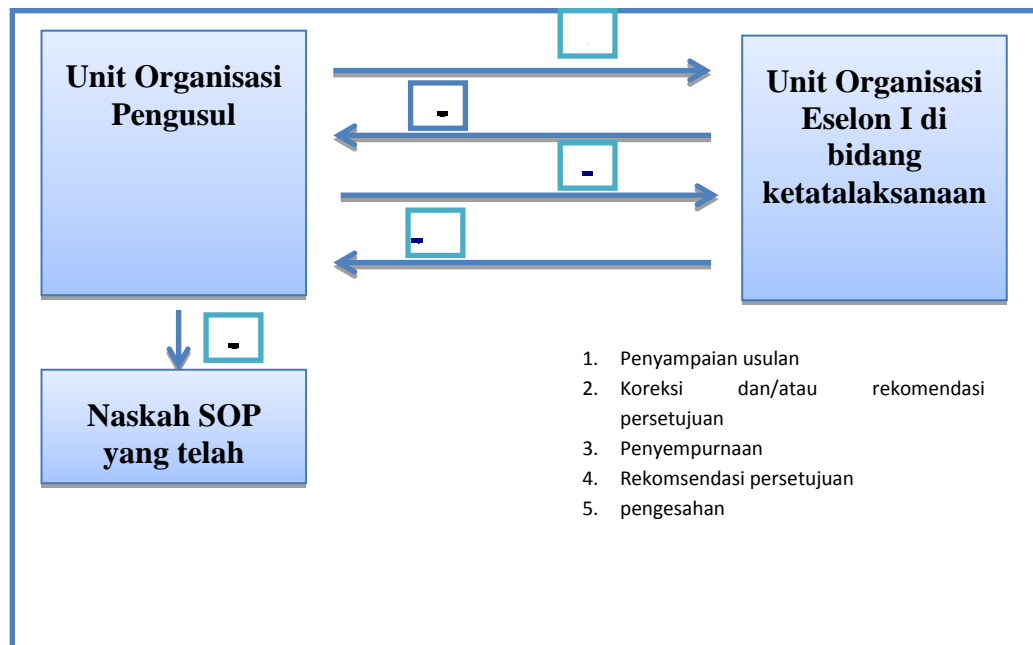 Unit Organisasi
Pengusul
Unit Organisasi
Eselon I di
bidang
ketatalaksanaan
Naskah SOP
yang telah
1. Penyampaian usulan
2. Koreksi dan/atau rekomendasi
persetujuan
3. Penyempurnaan
4. Rekomsendasi persetujuan
5. pengesahan